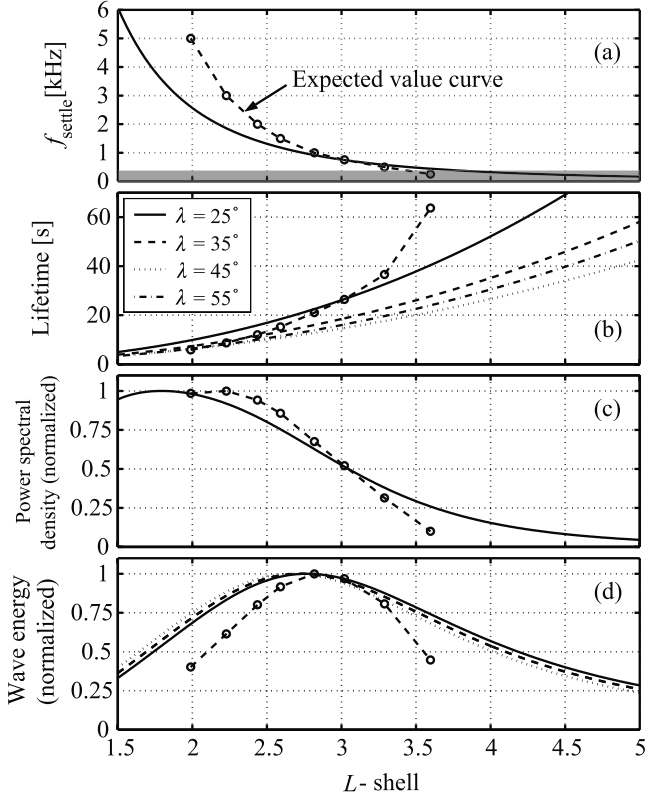 6
5
4
3
2
1
0
f settle [kHz]
(a)
Expected value curve
60
40
20
0
Lifetime [s]
λ = 25°
λ = 35°
λ = 45°
λ = 55°
(b)
1
0.75
0.5
0.25
0
Power spectral
density (normalized)
(c)
1
0.75
0.5
0.25
0
Wave energy
(normalized)
(d)
1.5 2 2.5 3 3.5 4 4.5 5
L - shell